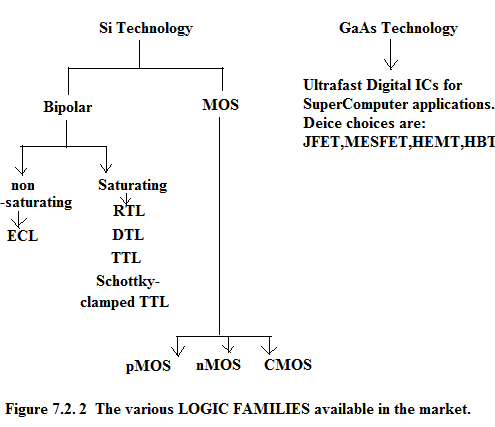 Si Technology
GaAs Technology
Ultrafast Digital ICs for
SuperComputer applications.
Deice choices are:
JFET,MESFET,HEMT,HBT
Bipolar
MOS
non
-saturating
Saturating
ECL
RTL
DTL
TTL
Schottky-
clamped TTL
pMOS
nMOS
CMOS
Figure 7.2. 2 The various LOGIC FAMILIES available in the market.